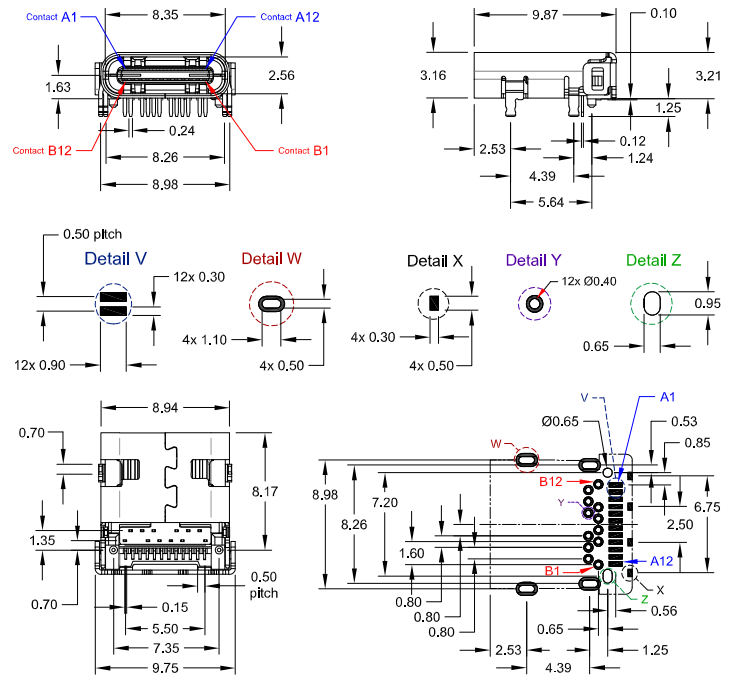 8.35
Contact A1
Contact A12
2.56
1.63
0.24
Contact B12
Contact B1
8.26
8.98
9.87
0.10
3.16
3.21
1.25
0.12
2.53
1.24
4.39
5.64
0.50 pitch
Detail V
12x 0.30
12x 0.90
Detail W
4x 1.10
4x 0.50
Detail X
4x 0.30
4x 0.50
Detail Y
12x Ø0.40
Detail Z
0.95
0.65
8.94
0.70
8.17
1.35
0.70
0.15
0.50
pitch
5.50
7.35
9.75
V
A1
W
Ø0.65
0.53
0.85
B12
8.98
8.26
7.20
Y
6.75
2.50
1.60
B1
A12
X
Z
0.80
0.80
0.80
0.56
0.65
1.25
2.53
4.39